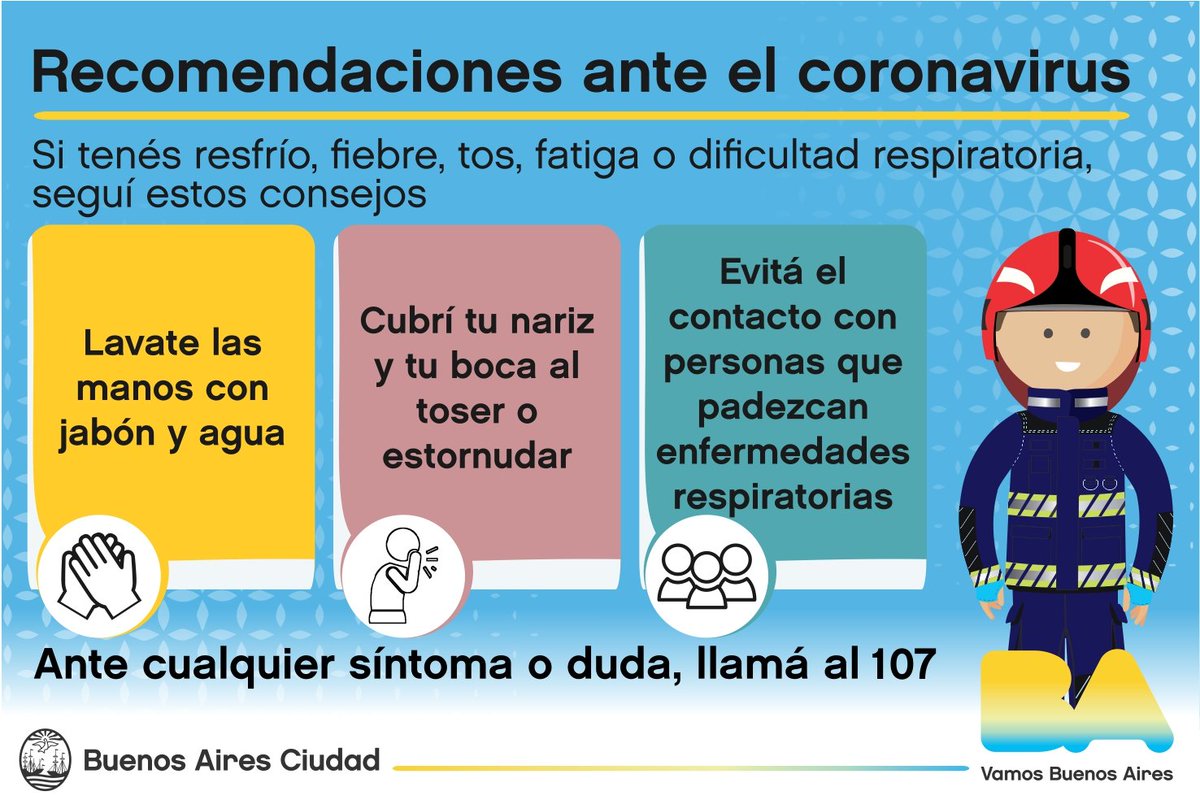 Recomendaciones ante el coronavirus
Si tenés resfrío, fiebre, tos, fatiga o dificultad respiratoria,
seguí estos consejos
Lavate las
manos con
jabón y agua
Cubrí tu nariz
y tu boca al
toser o
estornudar
Evitá el
contacto con
personas que
padezcan
enfermedades
respiratorias
Ante cualquier síntoma o duda, llamá al 107
Buenos Aires Ciudad
BA
Vamos Buenos Aires